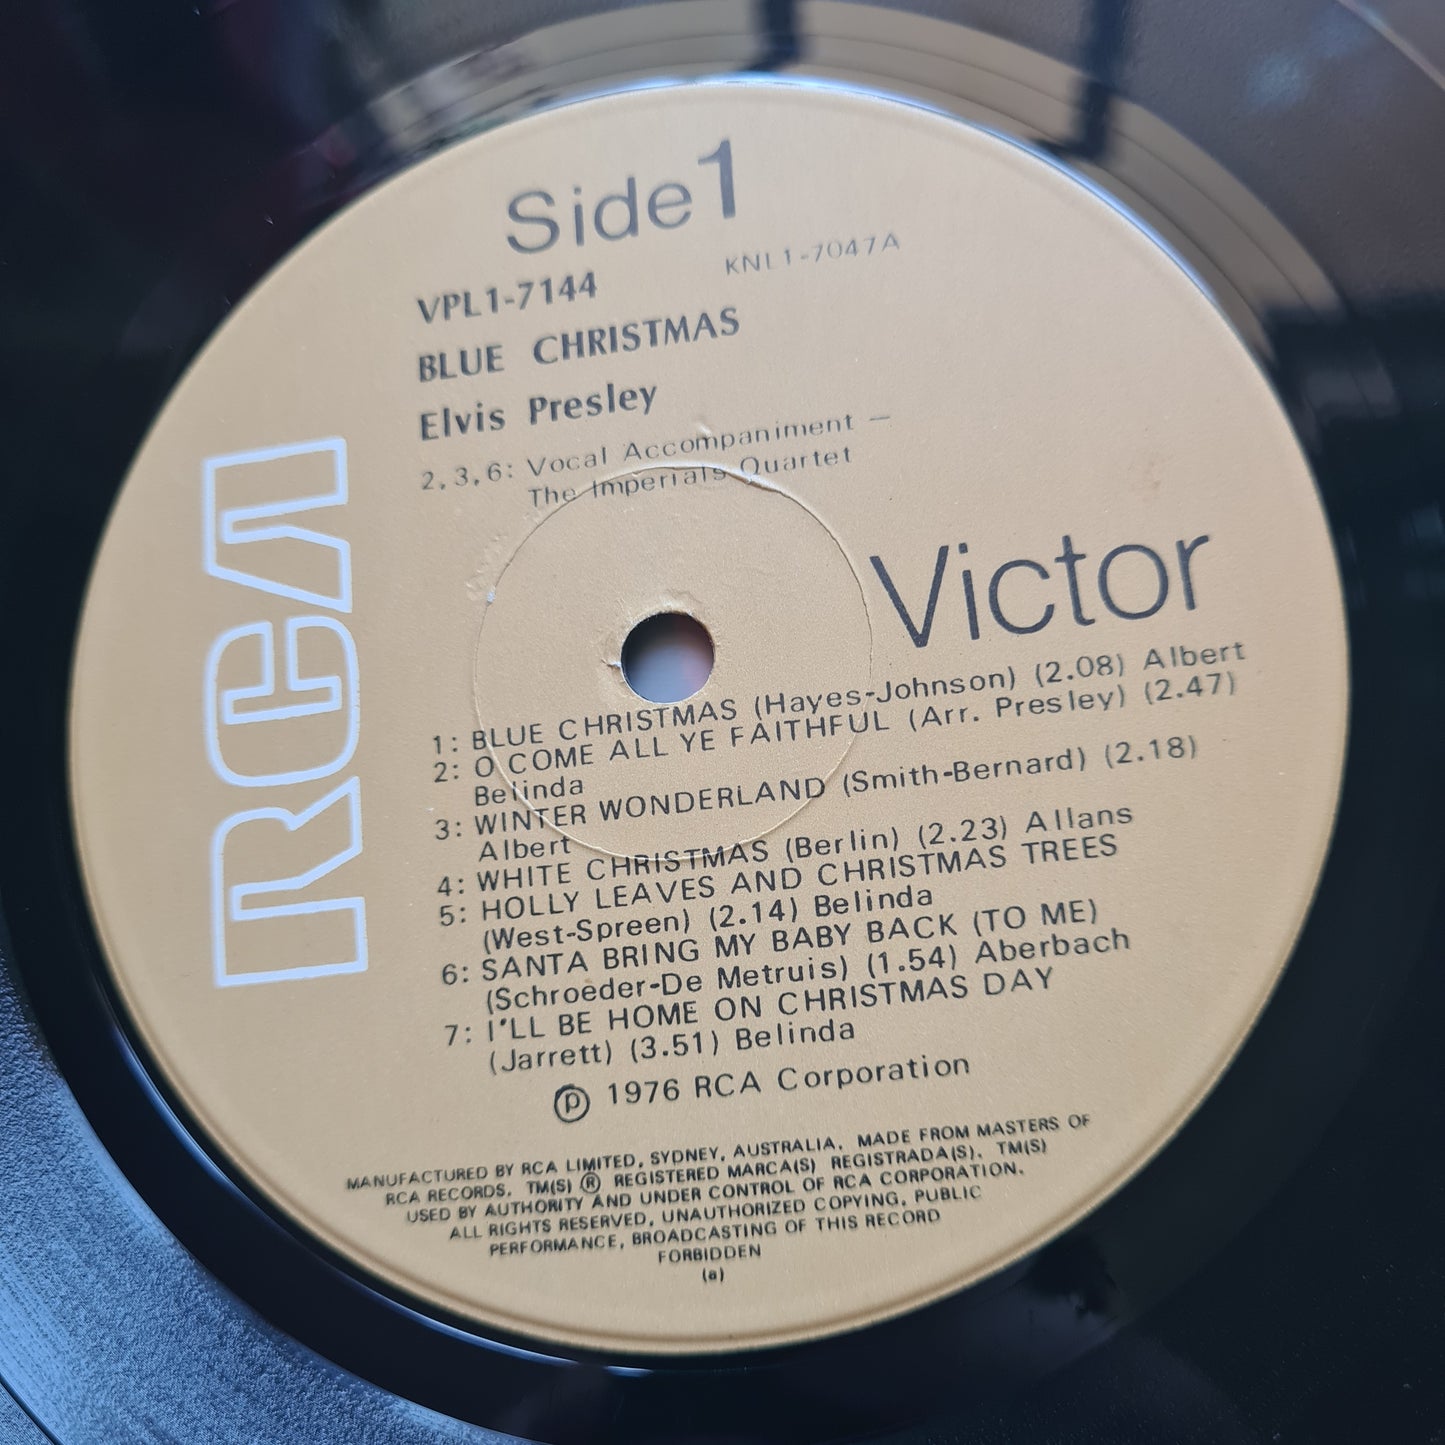 Side 1
KNL1-7047A
VPL1-7144
BLUE CHRISTMAS
Elvis Presley
2,3,6: Vocal Accompaniment —
The Imperials Quartet
RCA
Victor
1: BLUE CHRISTMAS (Hayes-Johnson) (2.08) Albert
2: O COME ALL YE FAITHFUL (Arr. Presley) (2.47)
Belinda
3: WINTER WONDERLAND (Smith-Bernard) (2.18)
Albert
4: WHITE CHRISTMAS (Berlin) (2.23) Allans
5: HOLLY LEAVES AND CHRISTMAS TREES
(West-Spreen) (2.14) Belinda
6: SANTA BRING MY BABY BACK (TO ME)
(Schroeder-De Metruis) (1.54) Aberbach
7: I'LL BE HOME ON CHRISTMAS DAY
(Jarrett) (3.51) Belinda
℗ 1976 RCA Corporation
MANUFACTURED BY RCA LIMITED, SYDNEY, AUSTRALIA. MADE FROM MASTERS OF
RCA RECORDS. TM(S) ® REGISTERED MARCA(S) REGISTRADA(S). TM(S)
USED BY AUTHORITY AND UNDER CONTROL OF RCA CORPORATION.
ALL RIGHTS RESERVED, UNAUTHORIZED COPYING, PUBLIC
PERFORMANCE, BROADCASTING OF THIS RECORD
FORBIDDEN
(a)